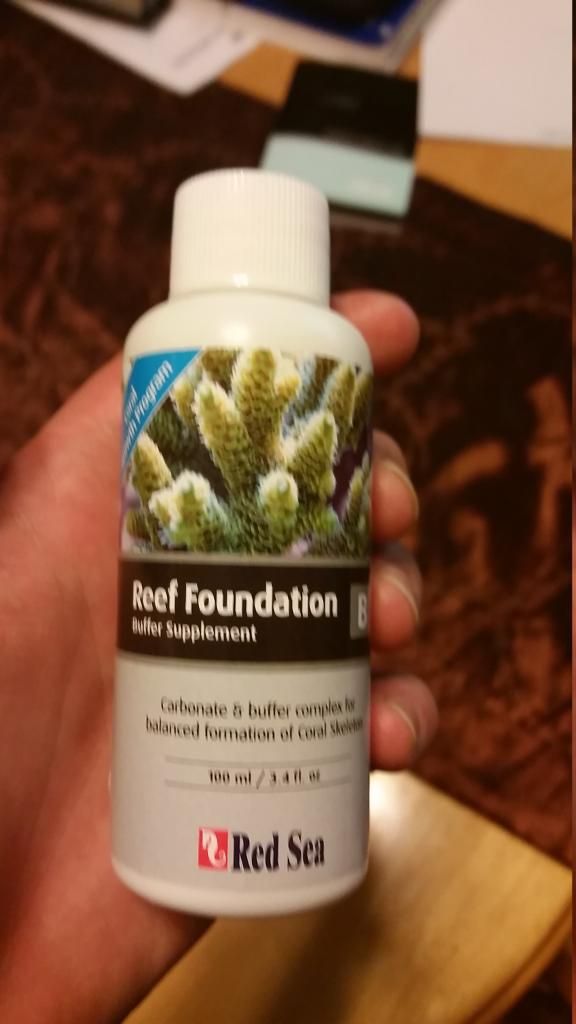 Program
Reef Foundation B
Buffer Supplement
Carbonate & buffer complex for
balanced formation of Coral Skeleton
100 ml / 3.4 fl. oz
Red Sea